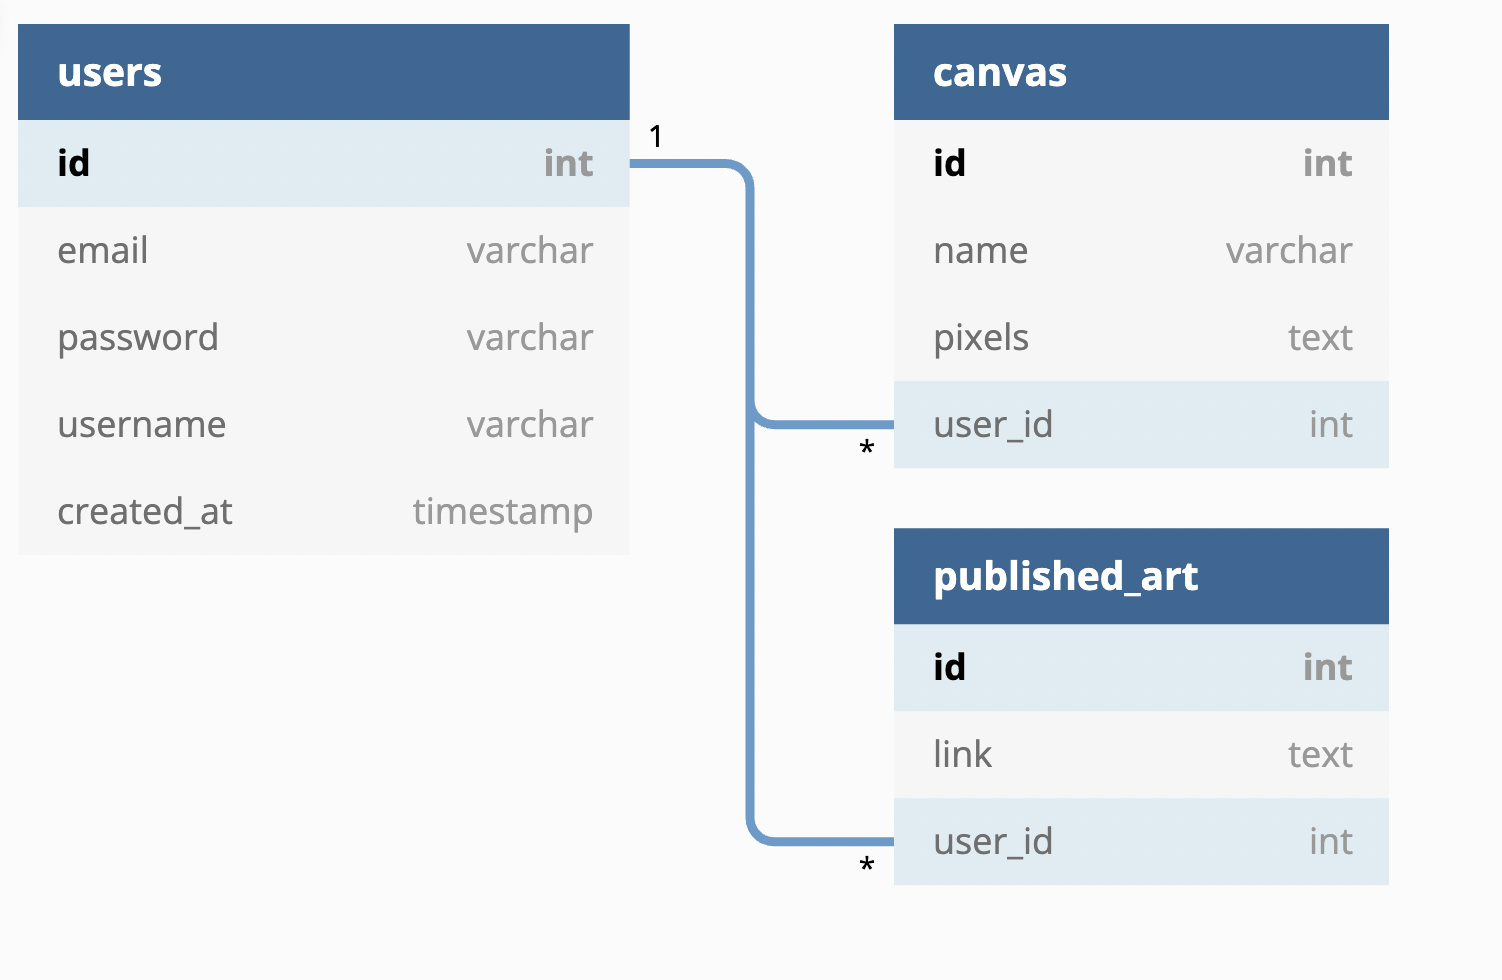 users
id int
email varchar
password varchar
username varchar
created_at timestamp
1
canvas
id int
name varchar
pixels text
user_id int
*
published_art
id int
link text
user_id int
*